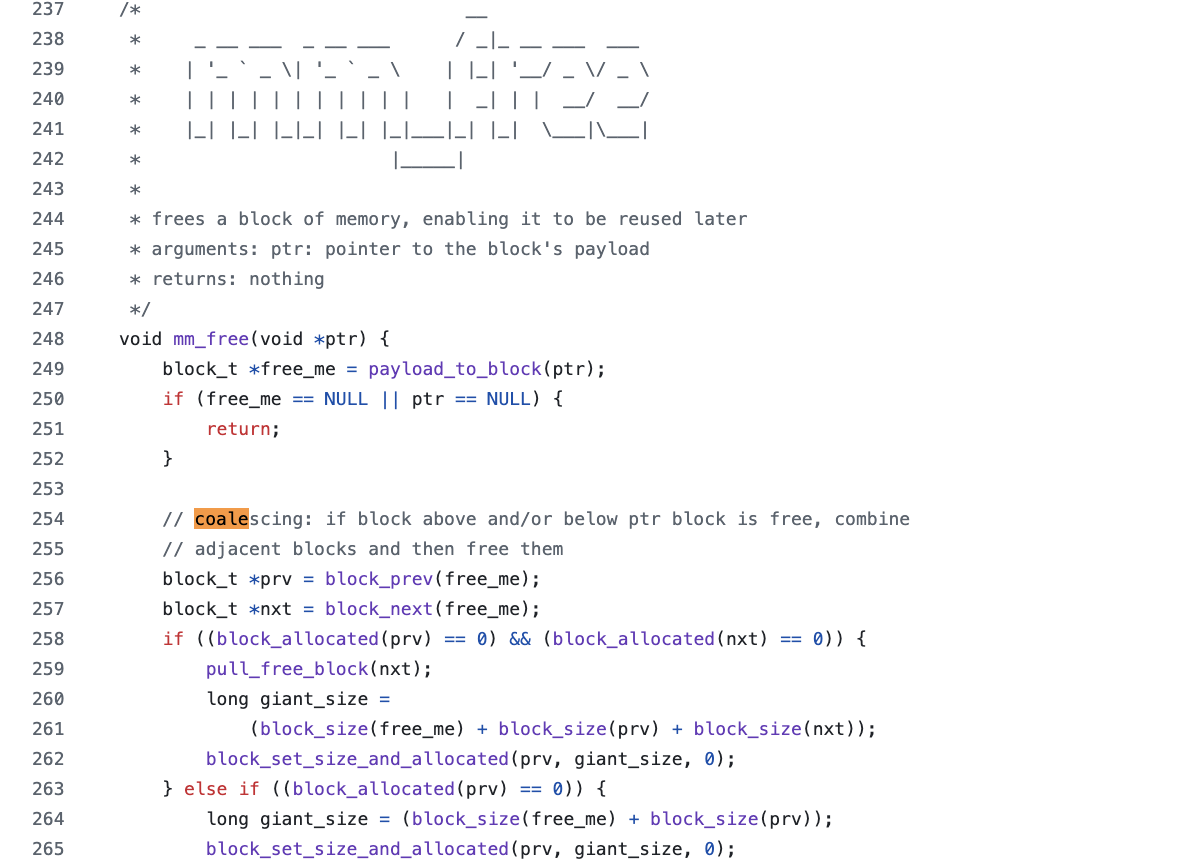 237 /*                              __
238  *     _ __ ___  _ __ ___      / _|_ __ ___  ___
239  *    | '_ ` _ \| '_ ` _ \    | |_| '__/ _ \/ _ \
240  *    | | | | | | | | | | |   |  _| | |  __/  __/
241  *    |_| |_| |_|_| |_| |_|___|_| |_|  \___|\___|
242  *                       |_____|
243  *
244  * frees a block of memory, enabling it to be reused later
245  * arguments: ptr: pointer to the block's payload
246  * returns: nothing
247  */
248 void mm_free(void *ptr) {
249     block_t *free_me = payload_to_block(ptr);
250     if (free_me == NULL || ptr == NULL) {
251         return;
252     }
253
254     // coalescing: if block above and/or below ptr block is free, combine
255     // adjacent blocks and then free them
256     block_t *prv = block_prev(free_me);
257     block_t *nxt = block_next(free_me);
258     if ((block_allocated(prv) == 0) && (block_allocated(nxt) == 0)) {
259         pull_free_block(nxt);
260         long giant_size =
261             (block_size(free_me) + block_size(prv) + block_size(nxt));
262         block_set_size_and_allocated(prv, giant_size, 0);
263     } else if ((block_allocated(prv) == 0)) {
264         long giant_size = (block_size(free_me) + block_size(prv));
265         block_set_size_and_allocated(prv, giant_size, 0);